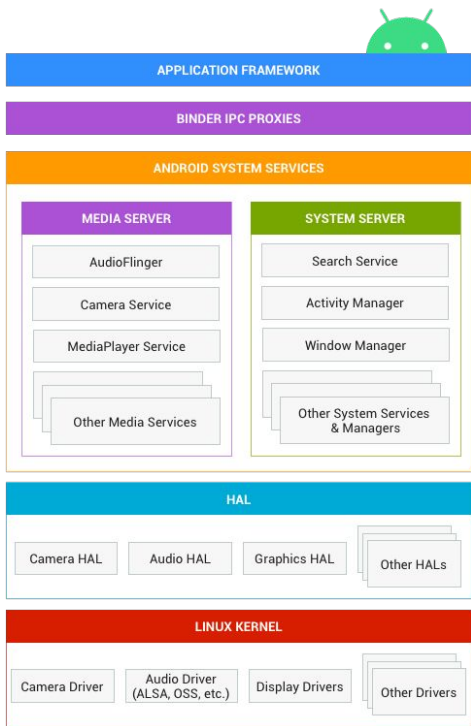 APPLICATION FRAMEWORK
BINDER IPC PROXIES
ANDROID SYSTEM SERVICES
MEDIA SERVER
AudioFlinger
Camera Service
MediaPlayer Service
Other Media Services
SYSTEM SERVER
Search Service
Activity Manager
Window Manager
Other System Services
& Managers
HAL
Camera HAL
Audio HAL
Graphics HAL
Other HALs
LINUX KERNEL
Camera Driver
Audio Driver
(ALSA, OSS, etc.)
Display Drivers
Other Drivers